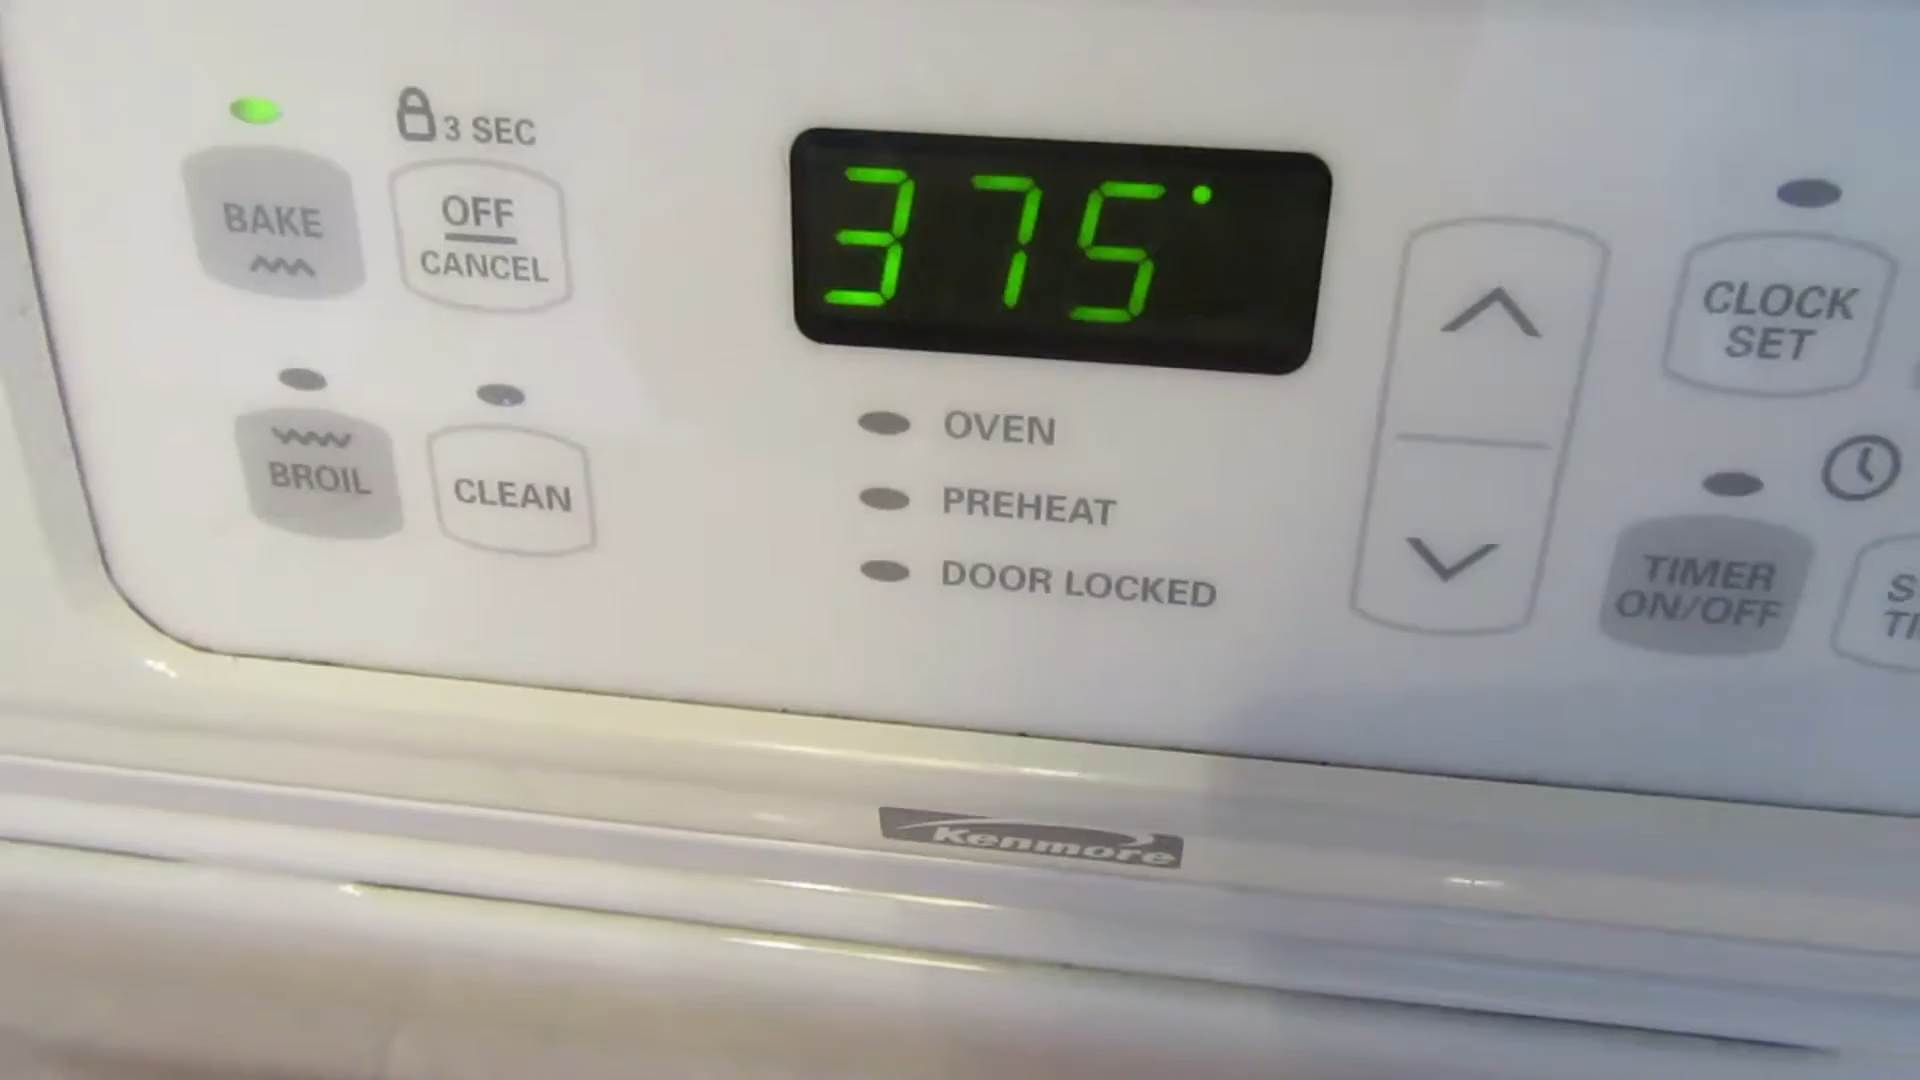 3 SEC
BAKE
OFF
CANCEL
375°
CLOCK
SET
BROIL
CLEAN
OVEN
PREHEAT
DOOR LOCKED
TIMER
ON/OFF
Kenmore